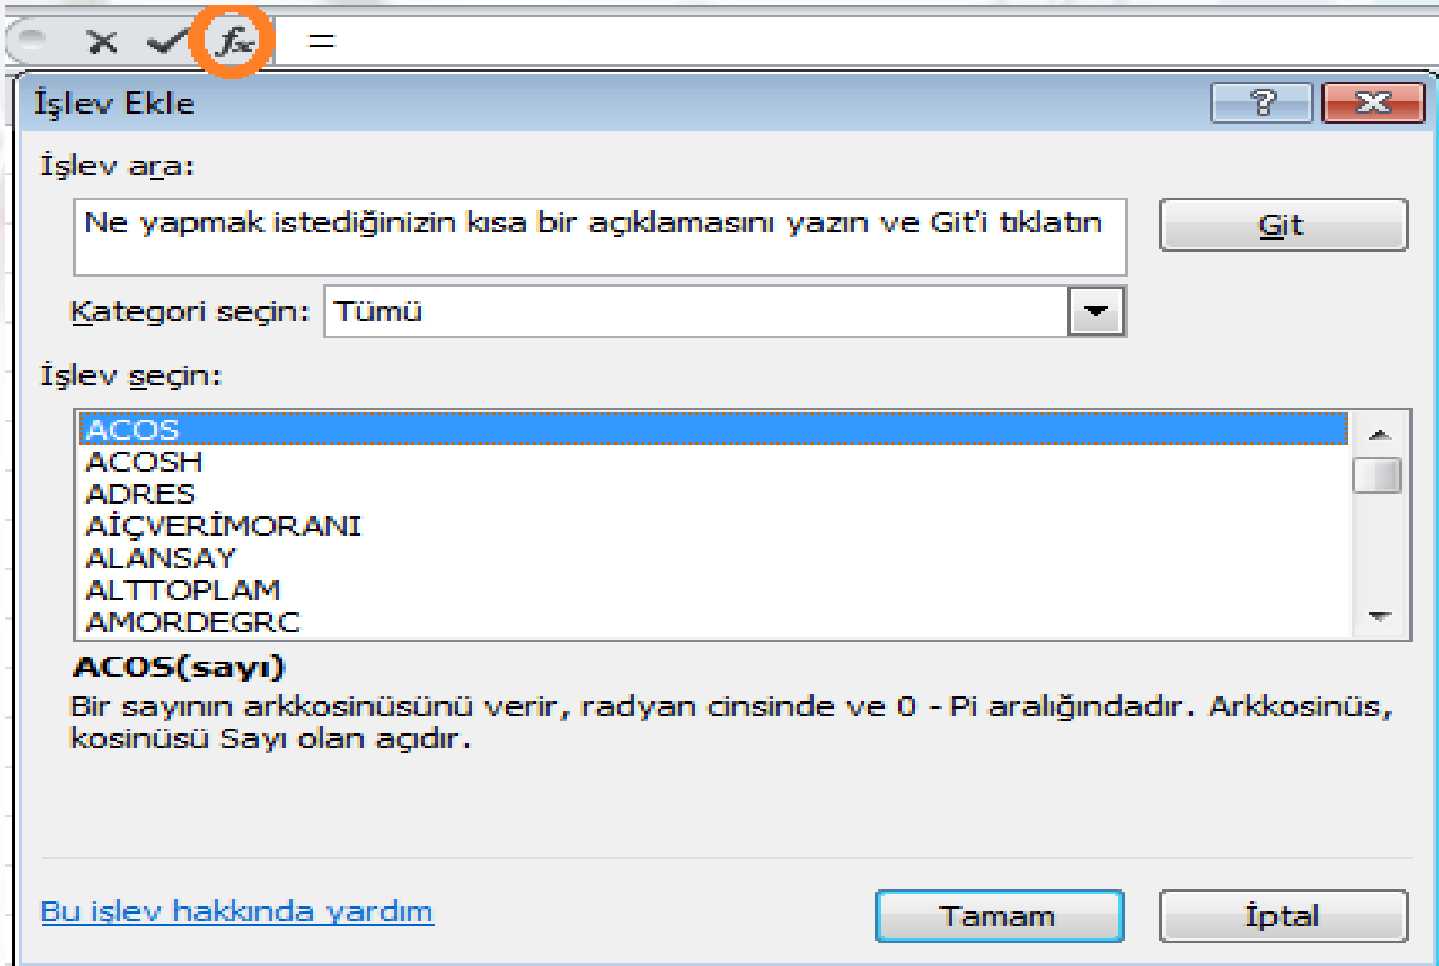 fx =
İşlev Ekle
İşlev ara:
Ne yapmak istediğinizin kısa bir açıklamasını yazın ve Git'i tıklatın
Git
Kategori seçin: Tümü
İşlev seçin:
ACOS
ACOSH
ADRES
AİÇVERİMORANI
ALANSAY
ALTTOPLAM
AMORDEGRC
ACOS(sayı)
Bir sayının arkkosinüsünü verir, radyan cinsinde ve 0 - Pi aralığındadır. Arkkosinüs,
kosinüsü Sayı olan açıdır.
Bu işlev hakkında yardım
Tamam
İptal